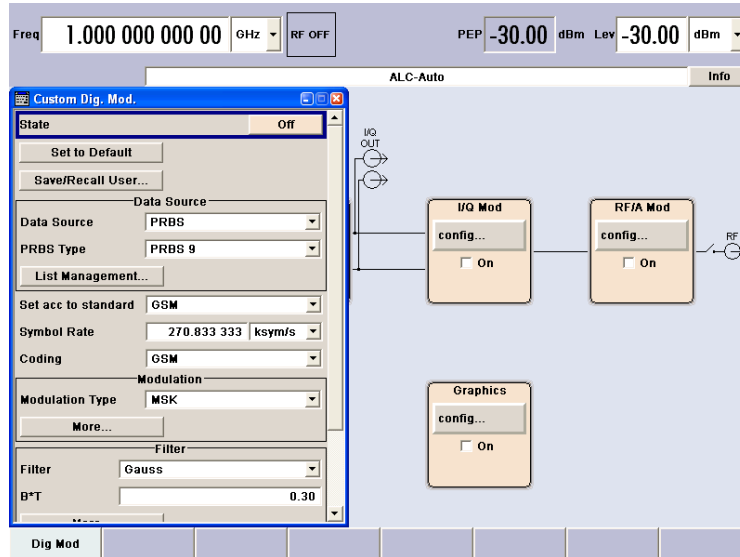 Freq 1.000 000 000 00 GHz RF OFF PEP -30.00 dBm Lev -30.00 dBm
ALC-Auto Info
Custom Dig. Mod.
State Off
Set to Default
Save/Recall User...
Data Source
Data Source PRBS
PRBS Type PRBS 9
List Management...
Set acc to standard GSM
Symbol Rate 270.833 333 ksym/s
Coding GSM
Modulation
Modulation Type MSK
More...
Filter
Filter Gauss
B*T 0.30
I/Q
OUT
I/Q Mod
config...
On
RF/A Mod
config...
On
RF
Graphics
config...
On
Dig Mod